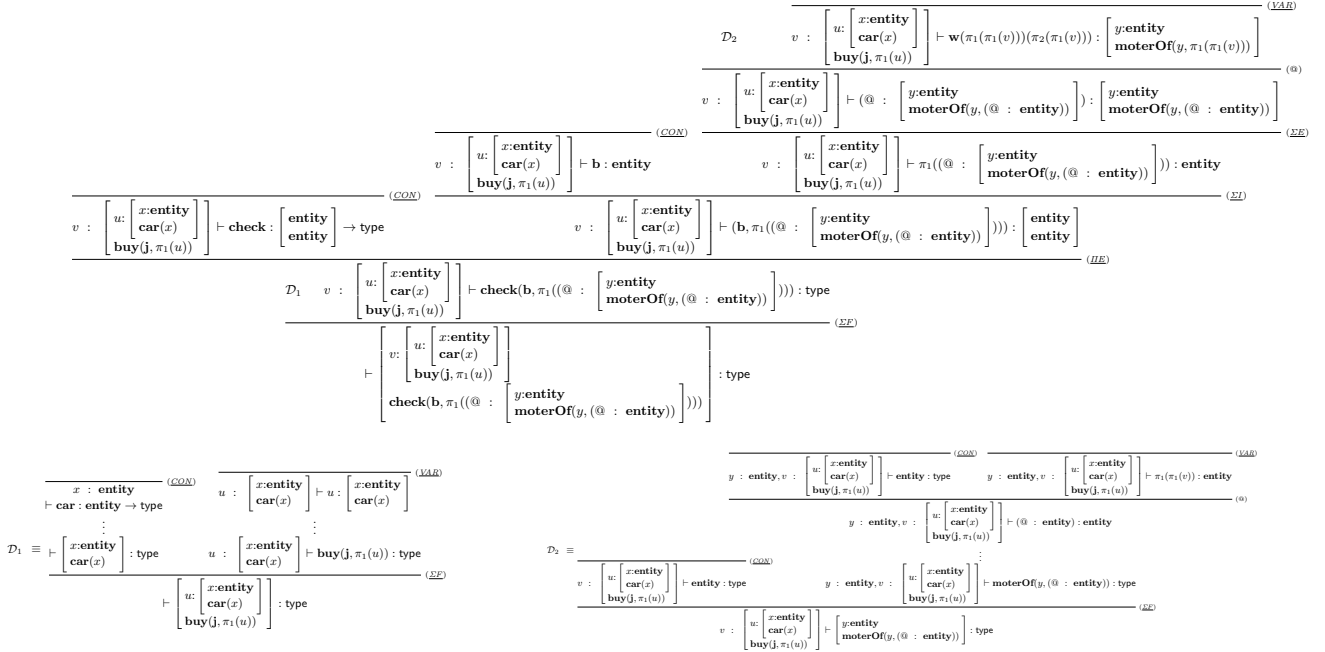 (VAR)
𝒟₂ v : [u: [x:entity car(x)] buy(j, π₁(u))] ⊢ w(π₁(π₁(v)))(π₂(π₁(v))) : [y:entity moterOf(y, π₁(π₁(v)))]
(@)
v : [u: [x:entity car(x)] buy(j, π₁(u))] ⊢ (@ : [y:entity moterOf(y, (@ : entity))]) : [y:entity moterOf(y, (@ : entity))]
(CON) (ΣE)
v : [u: [x:entity car(x)] buy(j, π₁(u))] ⊢ b : entity v : [u: [x:entity car(x)] buy(j, π₁(u))] ⊢ π₁((@ : [y:entity moterOf(y, (@ : entity))])) : entity
(CON) (ΣI)
v : [u: [x:entity car(x)] buy(j, π₁(u))] ⊢ check : [entity entity] → type v : [u: [x:entity car(x)] buy(j, π₁(u))] ⊢ (b, π₁((@ : [y:entity moterOf(y, (@ : entity))]))) : [entity entity]
(ΠE)
𝒟₁ v : [u: [x:entity car(x)] buy(j, π₁(u))] ⊢ check(b, π₁((@ : [y:entity moterOf(y, (@ : entity))]))) : type
(ΣF)
⊢ [v: [u: [x:entity car(x)] buy(j, π₁(u))] check(b, π₁((@ : [y:entity moterOf(y, (@ : entity))])))] : type
(CON) (VAR)
x : entity ⊢ car : entity → type u : [x:entity car(x)] ⊢ u : [x:entity car(x)]
⋮ ⋮
𝒟₁ ≡ ⊢ [x:entity car(x)] : type u : [x:entity car(x)] ⊢ buy(j, π₁(u)) : type
(ΣF)
⊢ [u: [x:entity car(x)] buy(j, π₁(u))] : type
(CON) (VAR)
y : entity, v : [u: [x:entity car(x)] buy(j, π₁(u))] ⊢ entity : type y : entity, v : [u: [x:entity car(x)] buy(j, π₁(u))] ⊢ π₁(π₁(v)) : entity
(@)
y : entity, v : [u: [x:entity car(x)] buy(j, π₁(u))] ⊢ (@ : entity) : entity
𝒟₂ ≡ ⋮
(CON)
v : [u: [x:entity car(x)] buy(j, π₁(u))] ⊢ entity : type y : entity, v : [u: [x:entity car(x)] buy(j, π₁(u))] ⊢ moterOf(y, (@ : entity)) : type
(ΣF)
v : [u: [x:entity car(x)] buy(j, π₁(u))] ⊢ [y:entity moterOf(y, (@ : entity))] : type